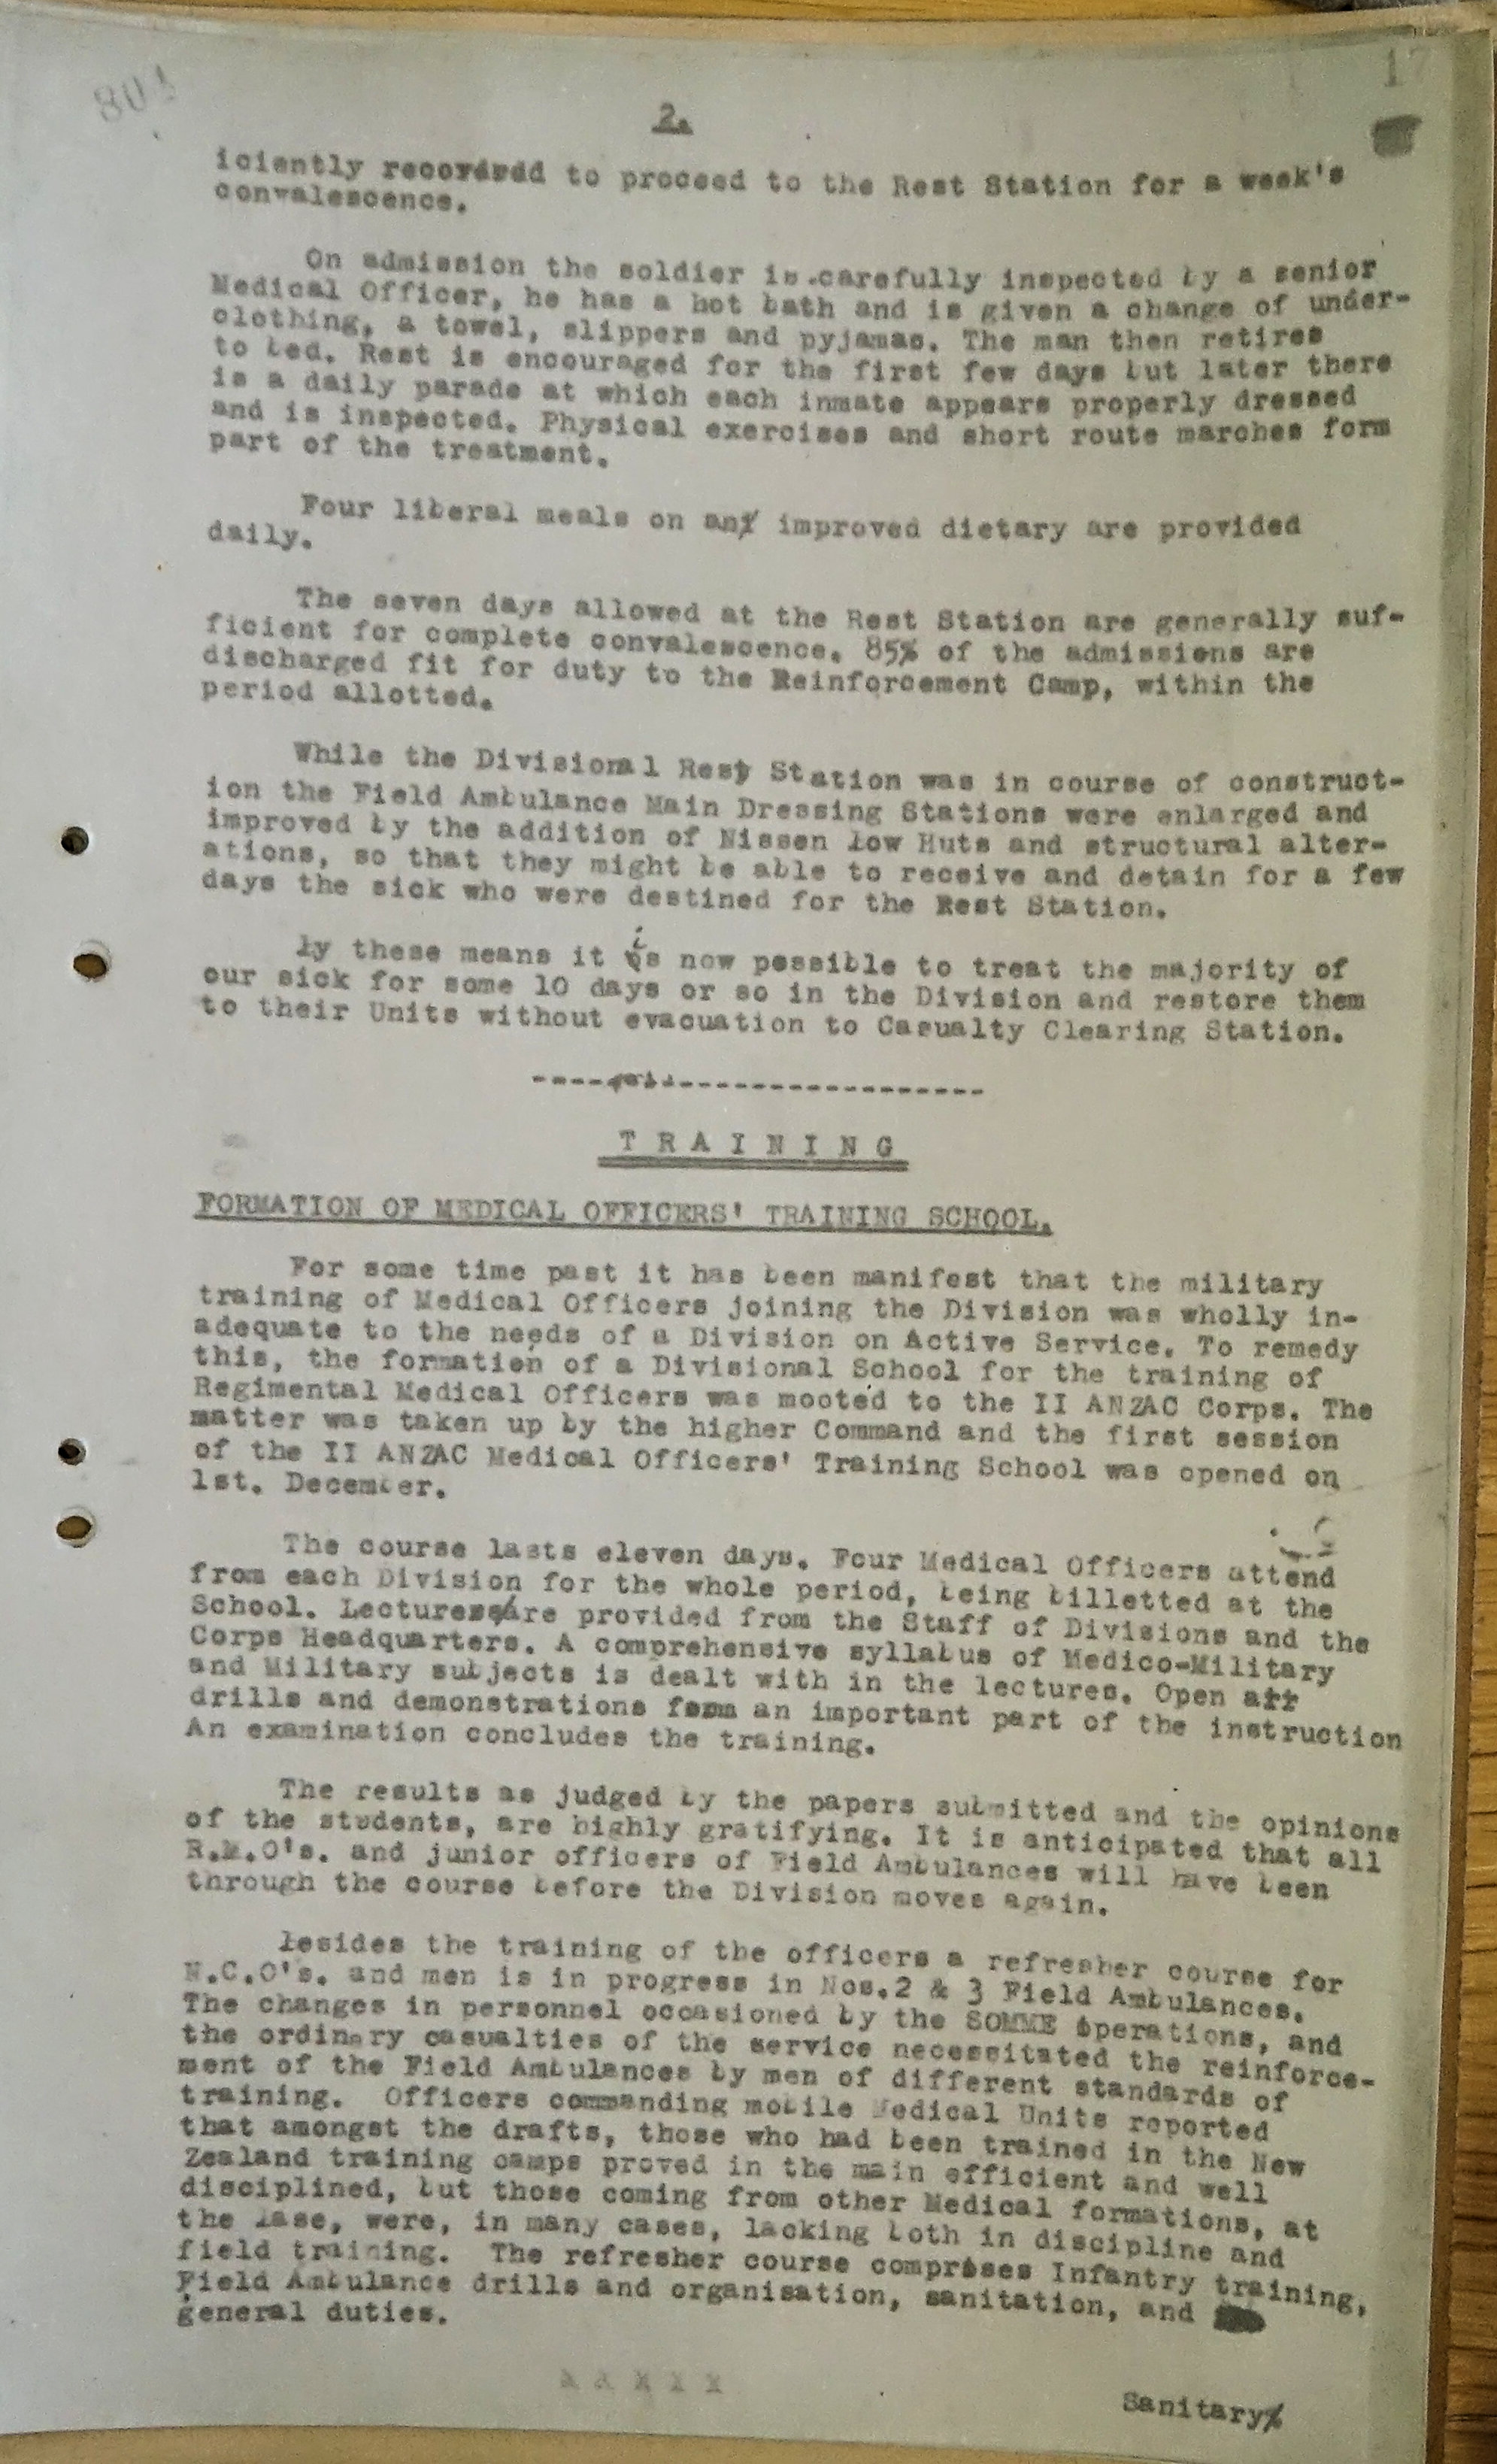 80!
17
2.
iciently recovered to proceed to the Rest Station for a week's
convalescence.
On admission the soldier is carefully inspected by a senior
Medical Officer, he has a hot bath and is given a change of under-
clothing, a towel, slippers and pyjamas. The man then retires
to bed. Rest is encouraged for the first few days but later there
is a daily parade at which each inmate appears properly dressed
and is inspected. Physical exercises and short route marches form
part of the treatment.
Four liberal meals on an improved dietary are provided
daily.
The seven days allowed at the Rest Station are generally suf-
ficient for complete convalescence. 85% of the admissions are
discharged fit for duty to the Reinforcement Camp, within the
period allotted.
While the Divisional Rest Station was in course of construct-
ion the Field Ambulance Main Dressing Stations were enlarged and
improved by the addition of Nissen Bow Huts and structural alter-
ations, so that they might be able to receive and detain for a few
days the sick who were destined for the Rest Station.
By these means it is now possible to treat the majority of
our sick for some 10 days or so in the Division and restore them
to their Units without evacuation to Casualty Clearing Station.
T R A I N I N G
FORMATION OF MEDICAL OFFICERS' TRAINING SCHOOL.
For some time past it has been manifest that the military
training of Medical Officers joining the Division was wholly in-
adequate to the needs of a Division on Active Service. To remedy
this, the formation of a Divisional School for the training of
Regimental Medical Officers was mooted to the II ANZAC Corps. The
matter was taken up by the higher Command and the first session
of the II ANZAC Medical Officers' Training School was opened on
1st. December.
The course lasts eleven days. Four Medical Officers attend
from each Division for the whole period, being billetted at the
School. Lectures are provided from the Staff of Divisions and the
Corps Headquarters. A comprehensive syllabus of Medico-Military
and Military subjects is dealt with in the lectures. Open air
drills and demonstrations form an important part of the instruction
An examination concludes the training.
The results as judged by the papers submitted and the opinions
of the students, are highly gratifying. It is anticipated that all
R.M.O's. and junior officers of Field Ambulances will have been
through the course before the Division moves again.
Besides the training of the officers a refresher course for
N.C.O's. and men is in progress in Nos.2 & 3 Field Ambulances.
The changes in personnel occasioned by the SOMME operations, and
the ordinary casualties of the service necessitated the reinforce-
ment of the Field Ambulances by men of different standards of
training. Officers commanding mobile Medical Units reported
that amongst the drafts, those who had been trained in the New
Zealand training camps proved in the main efficient and well
disciplined, but those coming from other Medical formations, at
the Base, were, in many cases, lacking both in discipline and
field training. The refresher course comprises Infantry training,
Field Ambulance drills and organisation, sanitation, and
general duties.
Sanitary/